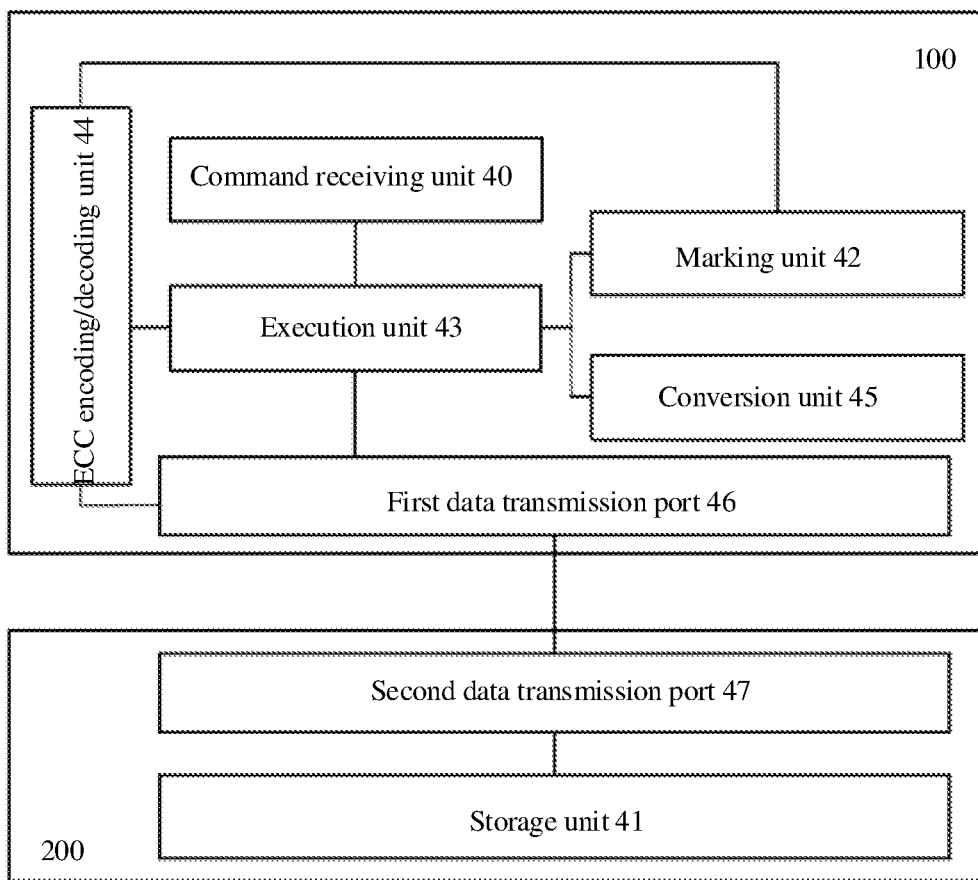 100
ECC encoding/decoding unit 44
Command receiving unit 40
Marking unit 42
Execution unit 43
Conversion unit 45
First data transmission port 46
Second data transmission port 47
Storage unit 41
200